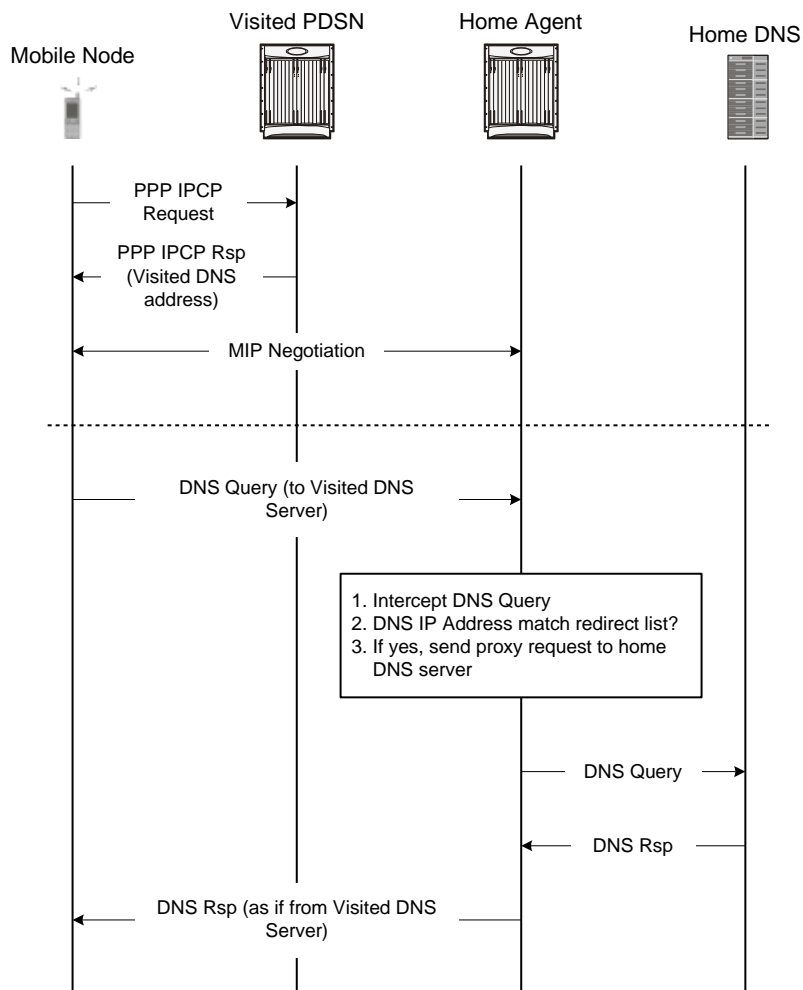 Visited PDSN
Home Agent
Home DNS
Mobile Node
PPP IPCP
Request
PPP IPCP Rsp
(Visited DNS
address)
MIP Negotiation
DNS Query (to Visited DNS
Server)
1. Intercept DNS Query
2. DNS IP Address match redirect list?
3. If yes, send proxy request to home
DNS server
DNS Query
DNS Rsp
DNS Rsp (as if from Visited DNS
Server)